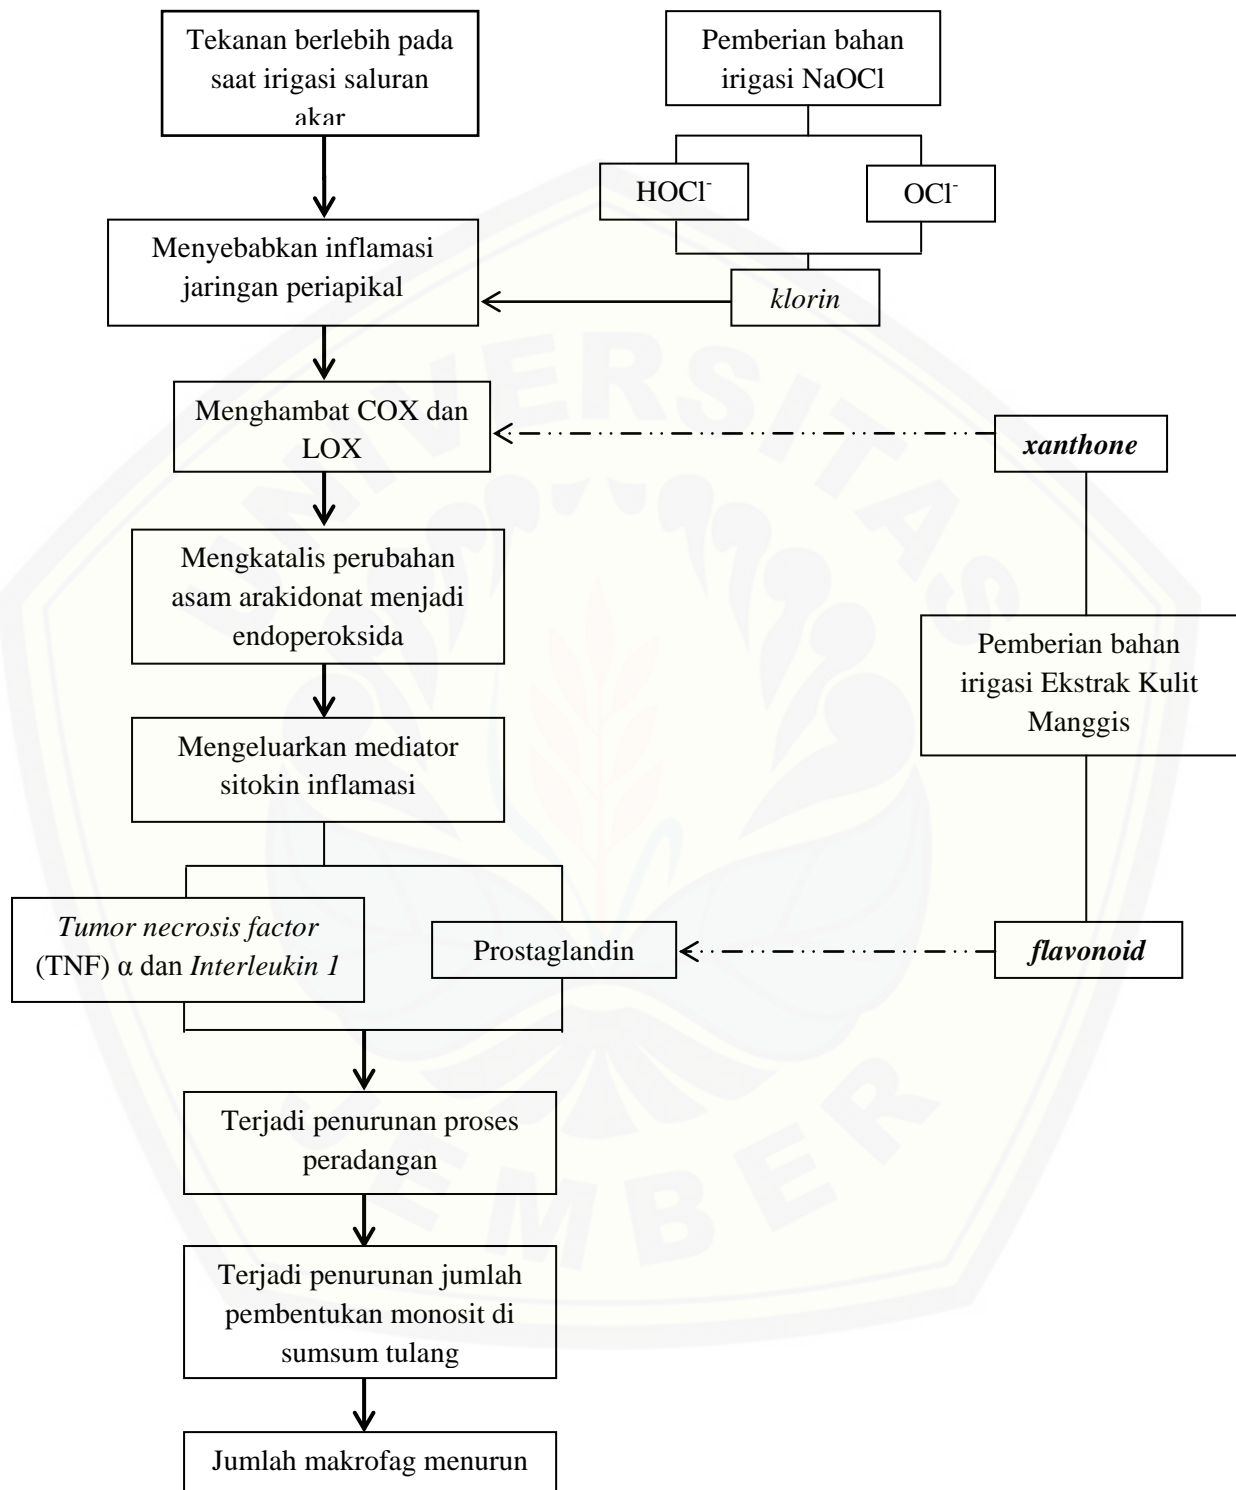 Tekanan berlebih pada
saat irigasi saluran
akar
Pemberian bahan
irigasi NaOCl
HOCl⁻
OCl⁻
klorin
Menyebabkan inflamasi
jaringan periapikal
Menghambat COX dan
LOX
xanthone
Mengkatalis perubahan
asam arakidonat menjadi
endoperoksida
Pemberian bahan
irigasi Ekstrak Kulit
Manggis
Mengeluarkan mediator
sitokin inflamasi
Tumor necrosis factor
(TNF) α dan Interleukin 1
Prostaglandin
flavonoid
Terjadi penurunan proses
peradangan
Terjadi penurunan jumlah
pembentukan monosit di
sumsum tulang
Jumlah makrofag menurun
UNIVERSITAS
JEMBER